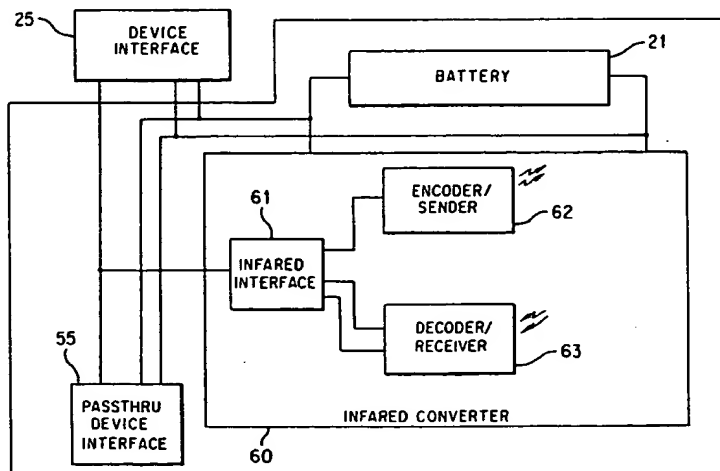 25
DEVICE
INTERFACE
21
BATTERY
61
ENCODER/
SENDER
62
INFARED
INTERFACE
DECODER/
RECEIVER
63
55
PASSTHRU
DEVICE
INTERFACE
INFARED CONVERTER
60